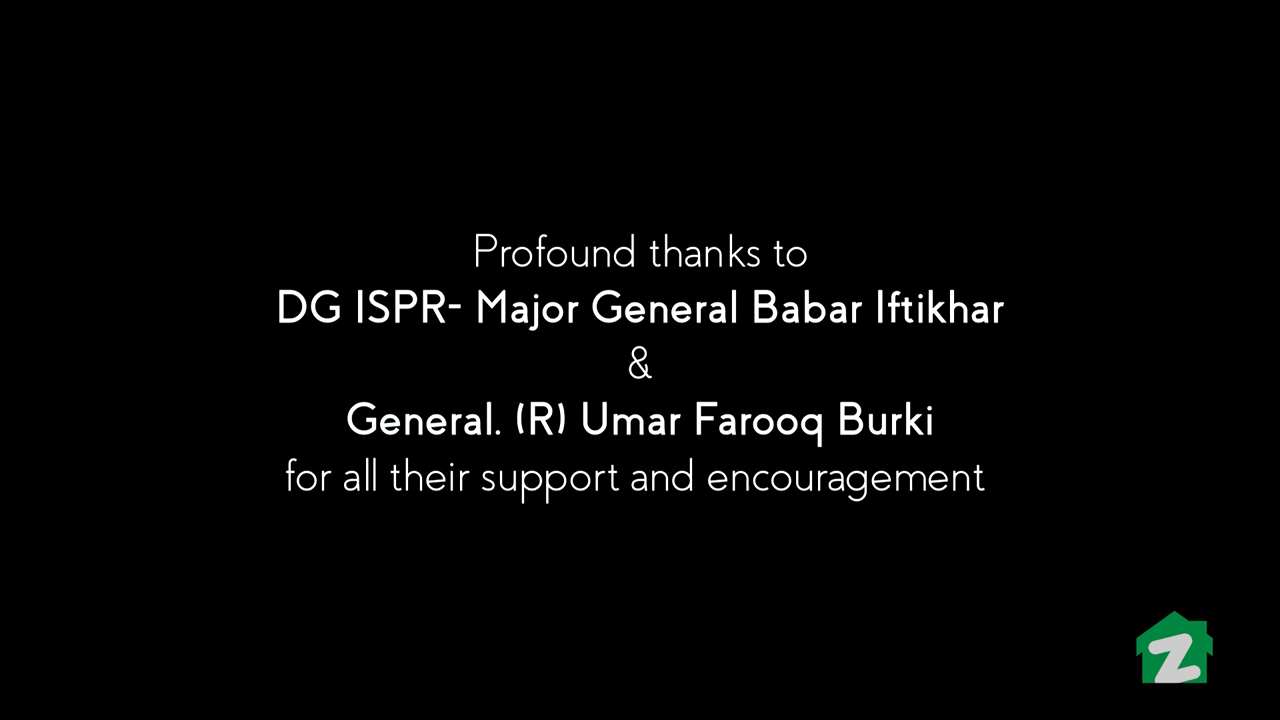 Profound thanks to
DG ISPR- Major General Babar Iftikhar
&
General. (R) Umar Farooq Burki
for all their support and encouragement
Z